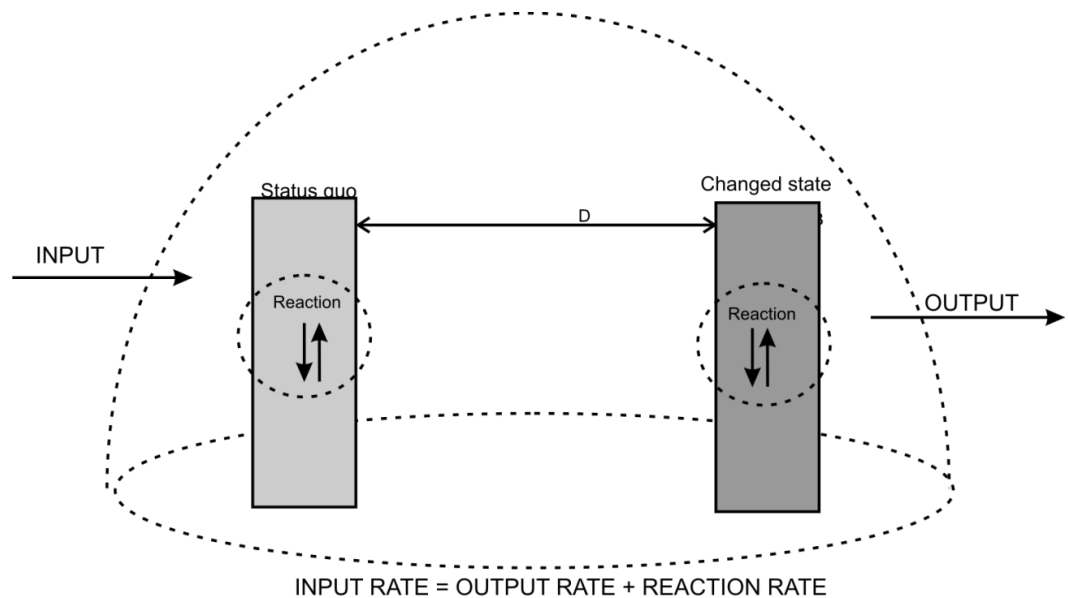 Status quo
Changed state
D
INPUT
Reaction
Reaction
OUTPUT
INPUT RATE = OUTPUT RATE + REACTION RATE